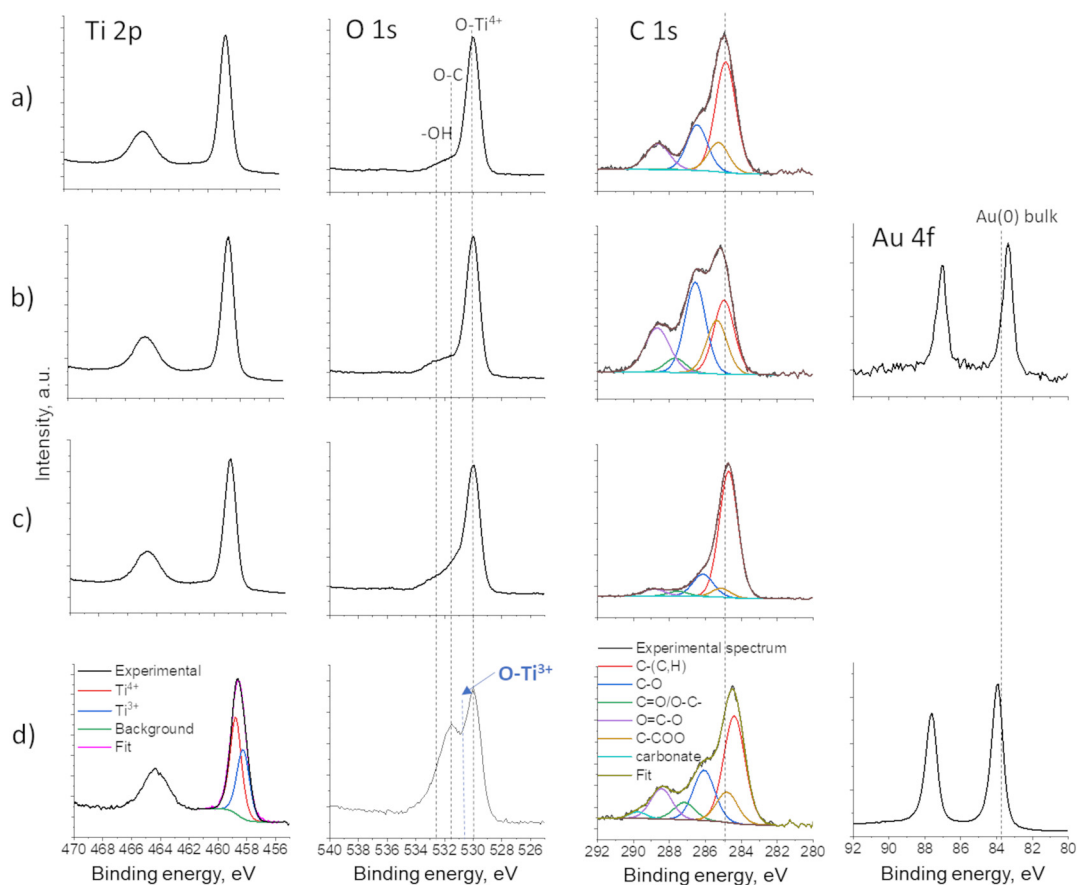 Ti 2p
O 1s
O-Ti⁴⁺
C 1s
O-C
-OH
a)
Au(0) bulk
Au 4f
b)
Intensity, a.u.
c)
Experimental
Ti⁴⁺
Ti³⁺
Background
Fit
O-Ti³⁺
Experimental spectrum
C-(C,H)
C-O
C=O/O-C-
O=C-O
C-COO
carbonate
Fit
d)
470 468 466 464 462 460 458 456
540 538 536 534 532 530 528 526
292 290 288 286 284 282 280
92 90 88 86 84 82 80
Binding energy, eV
Binding energy, eV
Binding energy, eV
Binding energy, eV